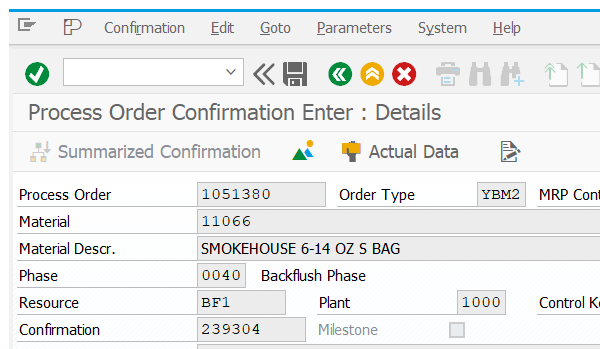 Confirmation Edit Goto Parameters System Help
Process Order Confirmation Enter : Details
Summarized Confirmation Actual Data
Process Order 1051380 Order Type YBM2 MRP Cont
Material 11066
Material Descr. SMOKEHOUSE 6-14 OZ S BAG
Phase 0040 Backflush Phase
Resource BF1 Plant 1000 Control Ke
Confirmation 239304 Milestone